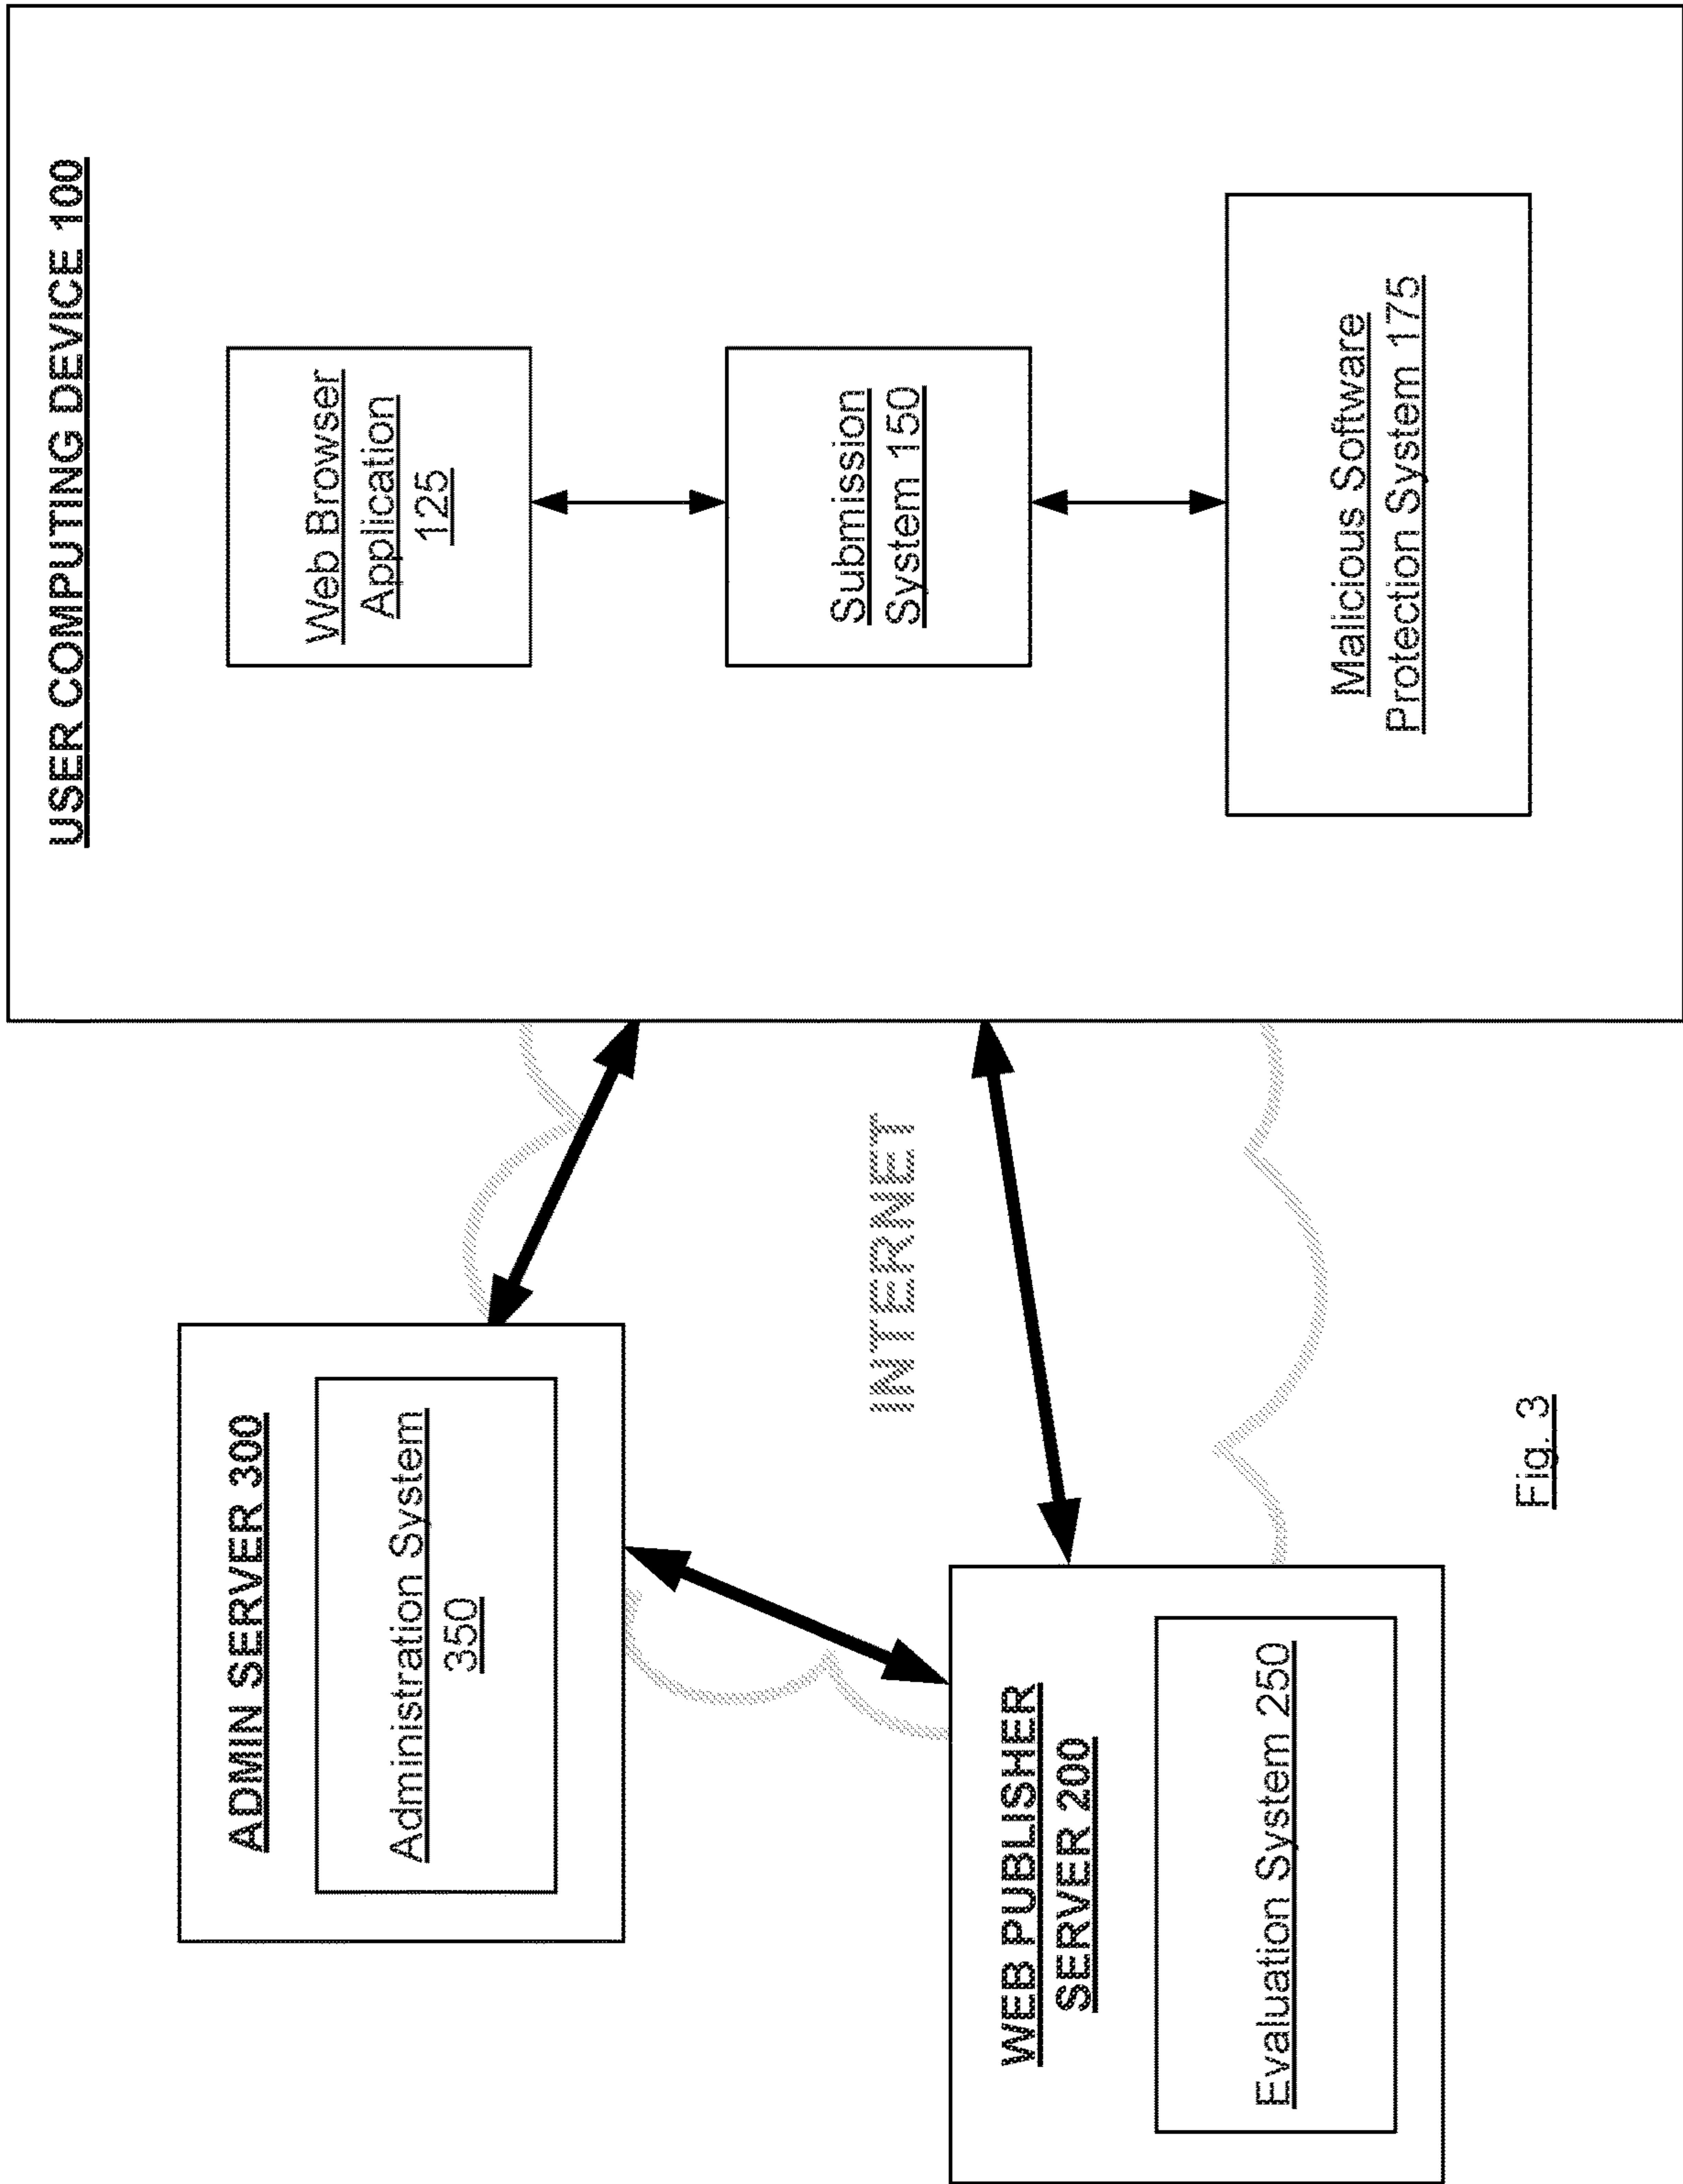 USER COMPUTING DEVICE 100
Web Browser
Application
125
Submission
System 150
Malicious Software
Protection System 175
ADMIN SERVER 300
Administration System
350
INTERNET
WEB PUBLISHER
SERVER 200
Evaluation System 250
Fig. 3